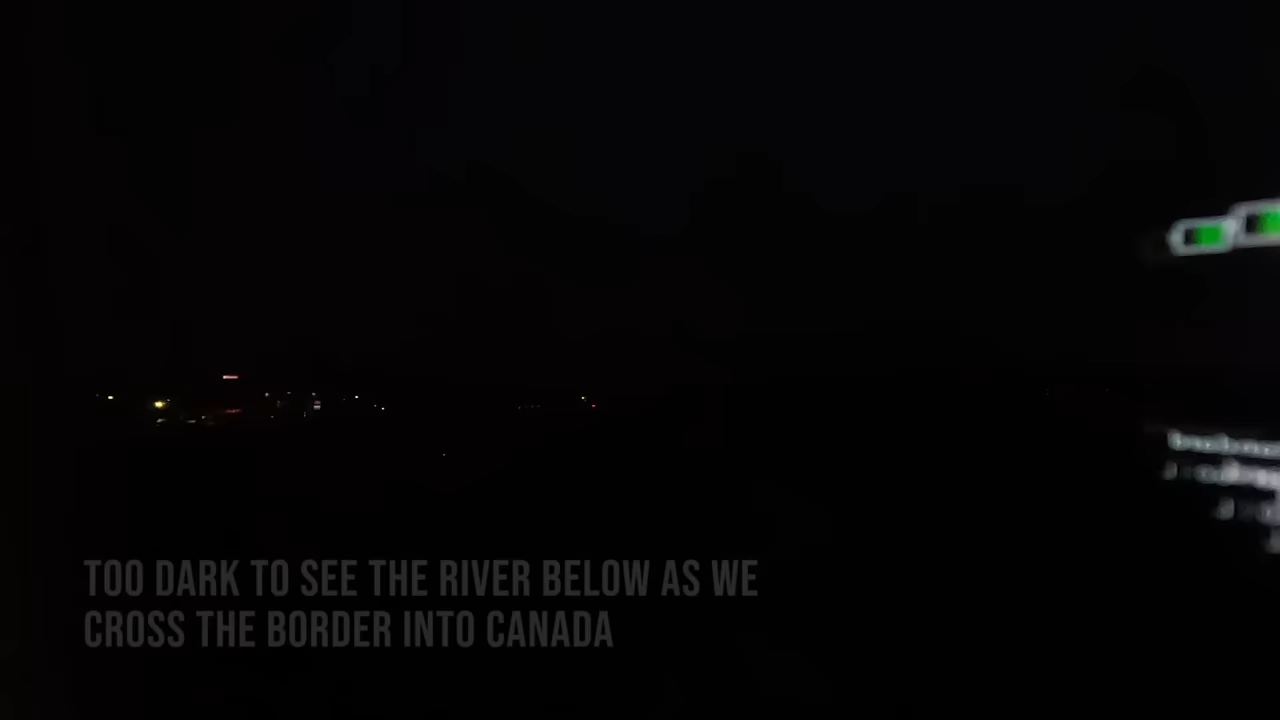 TOO DARK TO SEE THE RIVER BELOW AS WE
CROSS THE BORDER INTO CANADA